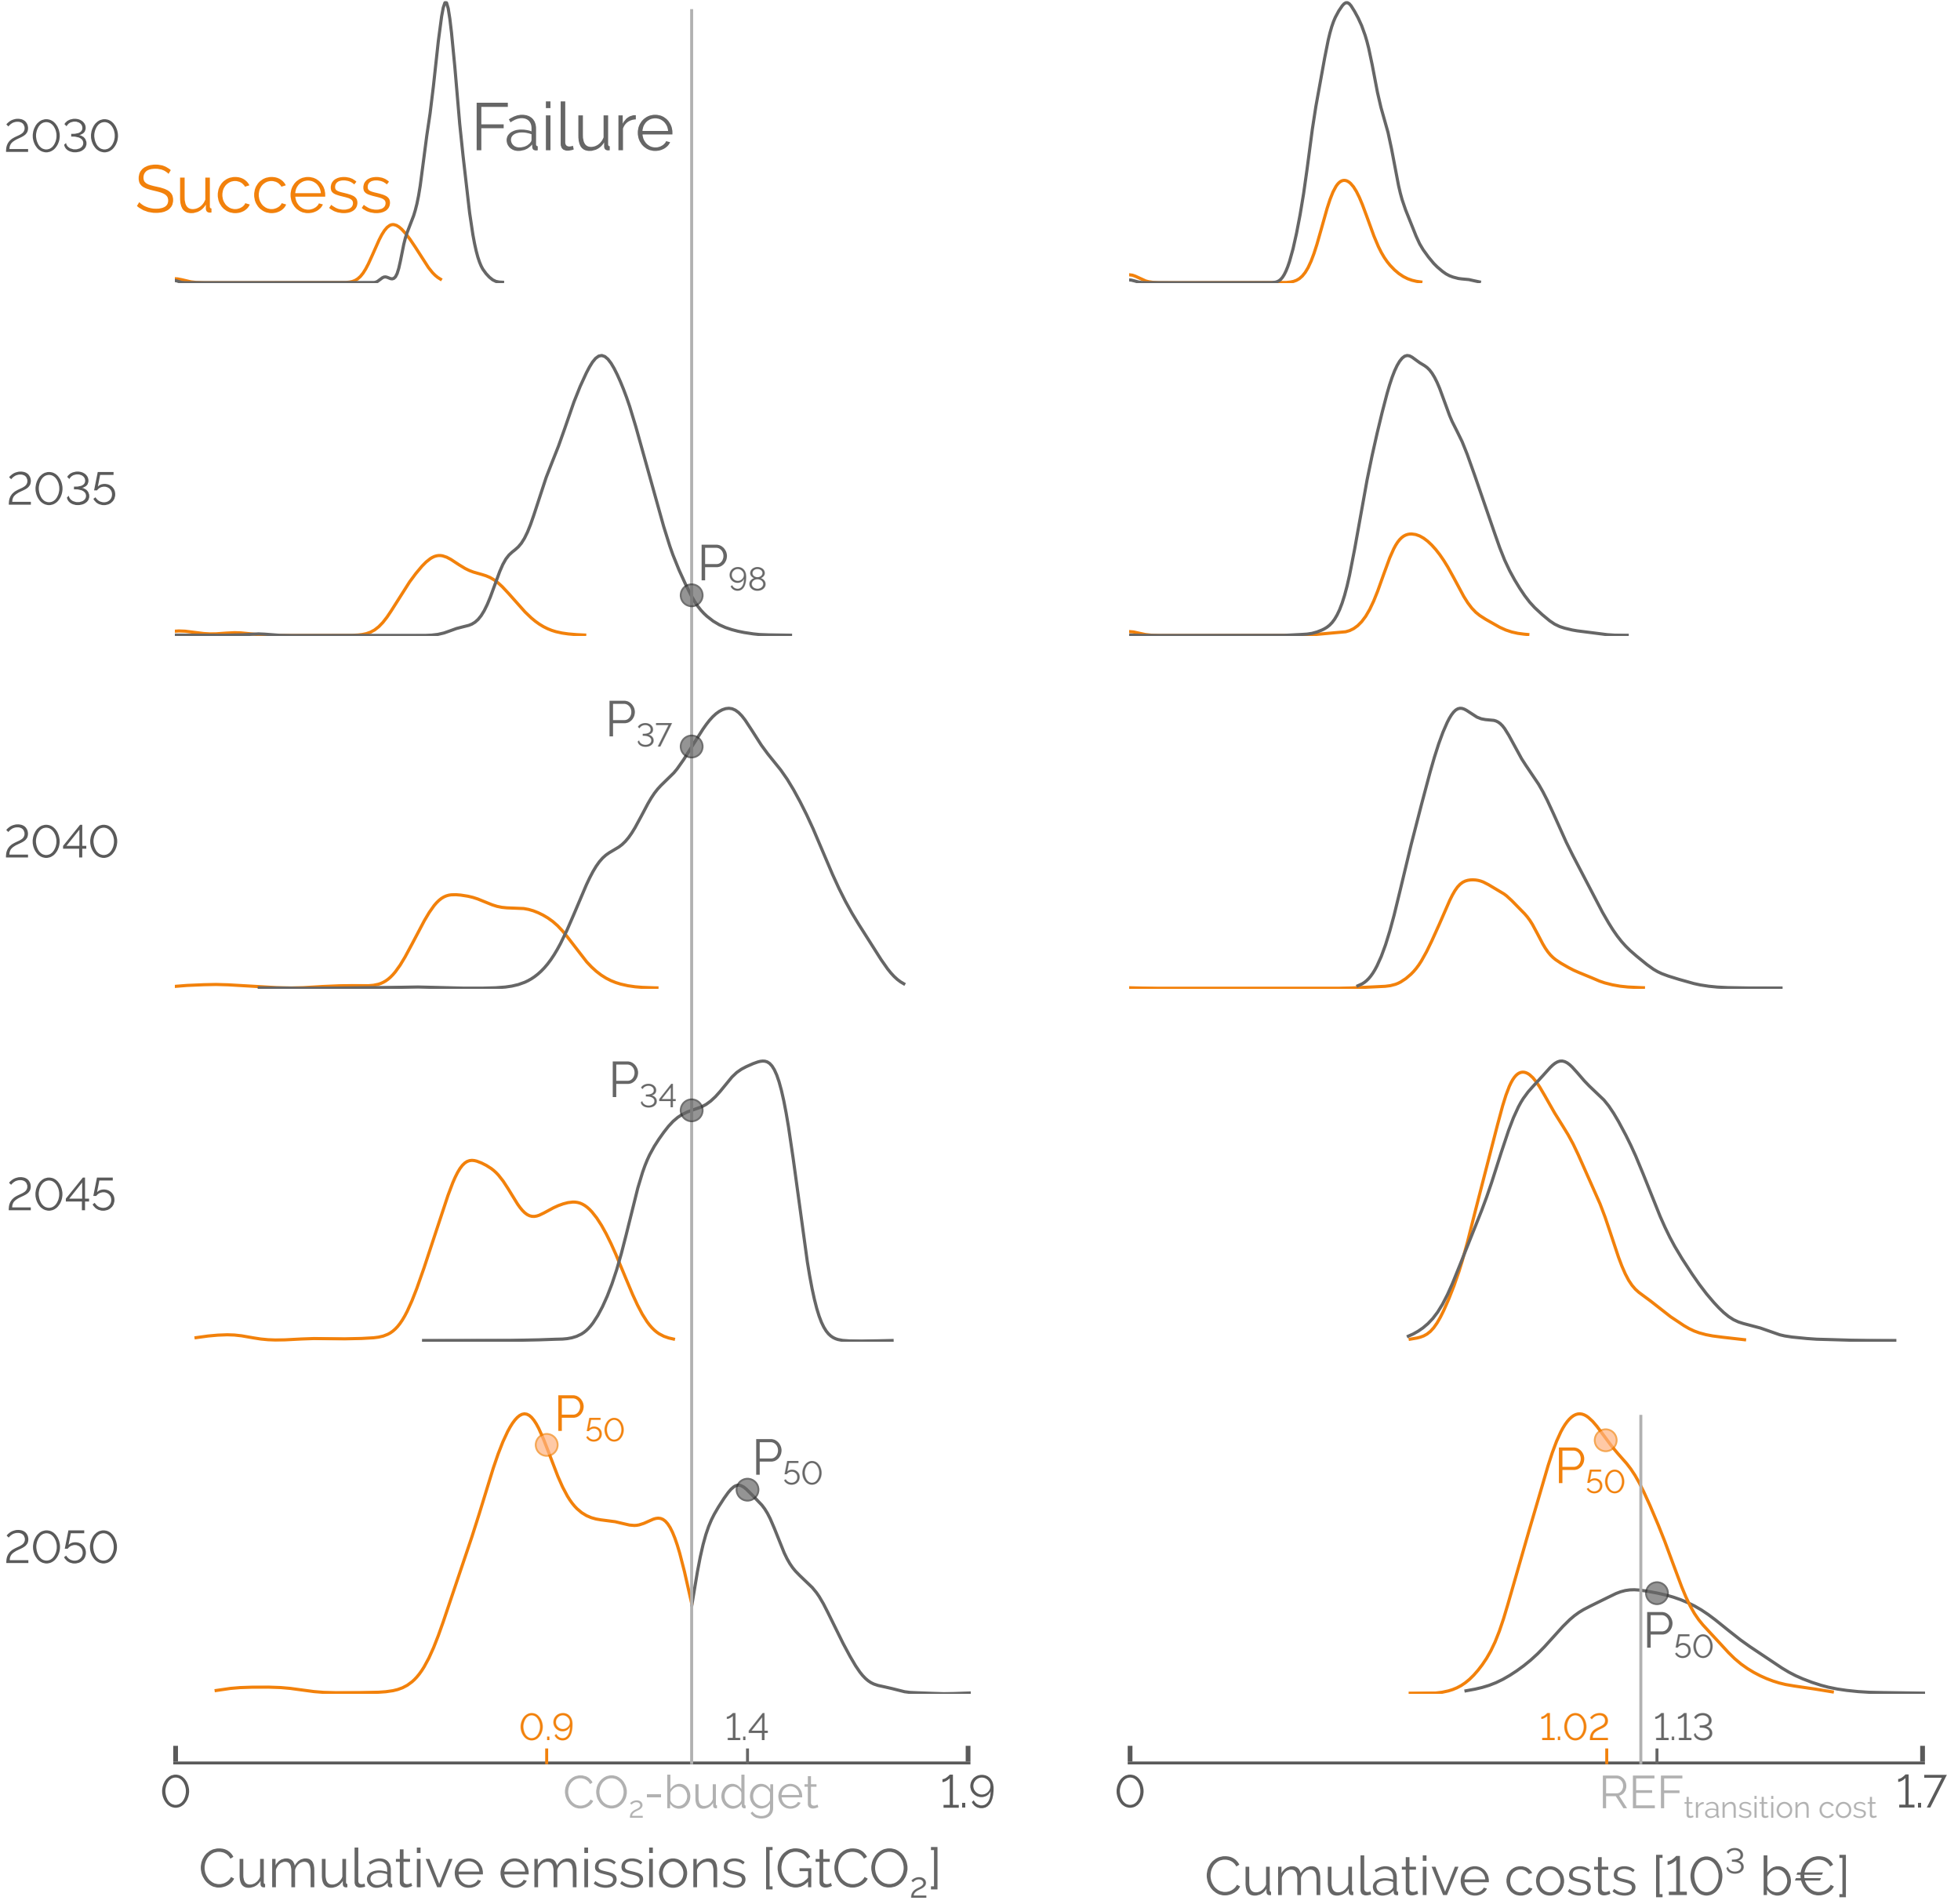 2030
Failure
Success
2035
P98
P37
2040
P34
2045
P50
P50
P50
2050
P50
0.9
1.4
1.02
1.13
0
CO2-budget
1.9
0
REFtransition cost
1.7
Cumulative emissions [GtCO2]
Cumulative costs [10³ b€]